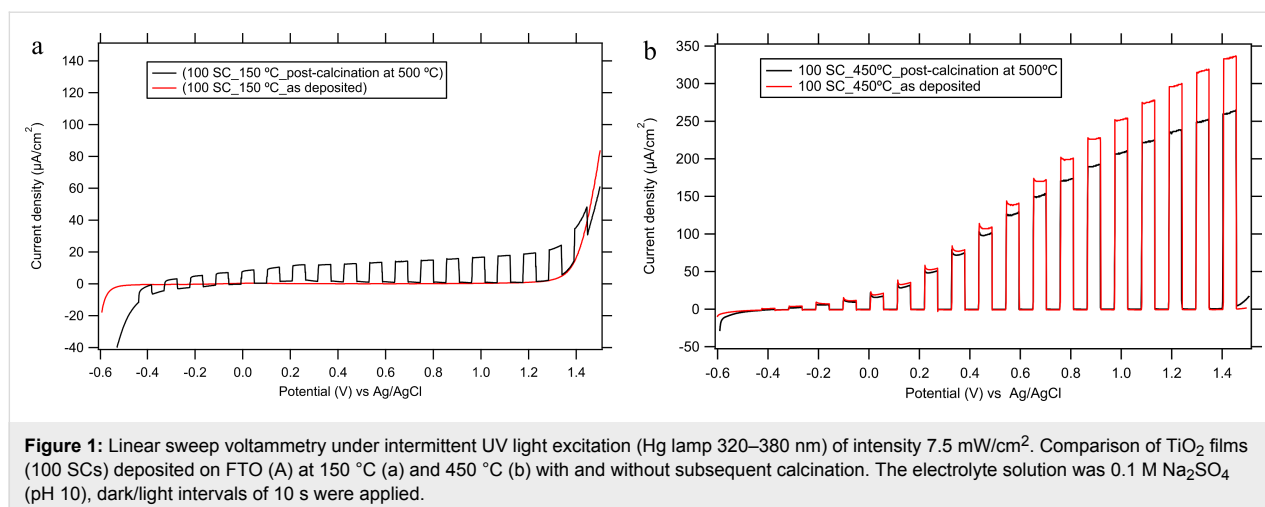 a
140
120
100
80
60
40
20
0
-20
-40
Current density (µA/cm²)
(100 SC_150 ºC_post-calcination at 500 ºC)
(100 SC_150 ºC_as deposited)
-0.6 -0.4 -0.2 0.0 0.2 0.4 0.6 0.8 1.0 1.2 1.4
Potential (V) vs Ag/AgCl
b
350
300
250
200
150
100
50
0
-50
Current density (µA/cm²)
100 SC_450ºC_post-calcination at 500ºC
100 SC_450ºC_as deposited
-0.6 -0.4 -0.2 0.0 0.2 0.4 0.6 0.8 1.0 1.2 1.4
Potential (V) vs Ag/AgCl
Figure 1: Linear sweep voltammetry under intermittent UV light excitation (Hg lamp 320–380 nm) of intensity 7.5 mW/cm². Comparison of TiO₂ films
(100 SCs) deposited on FTO (A) at 150 °C (a) and 450 °C (b) with and without subsequent calcination. The electrolyte solution was 0.1 M Na₂SO₄
(pH 10), dark/light intervals of 10 s were applied.